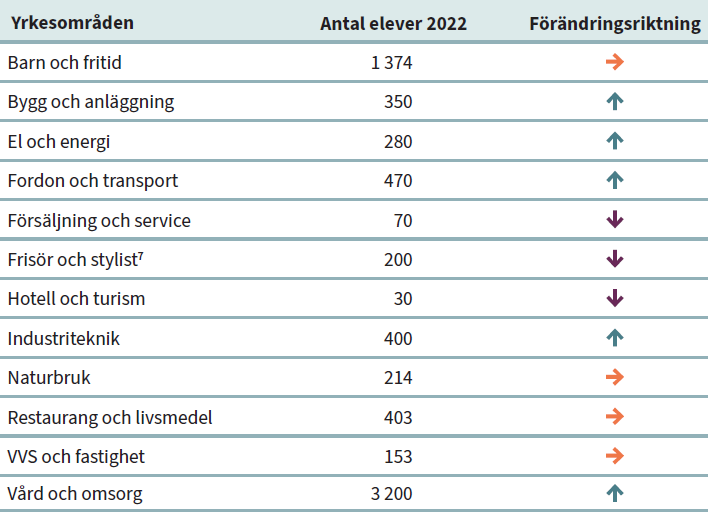 Yrkesområden Antal elever 2022 Förändringsriktning
Barn och fritid 1 374 →
Bygg och anläggning 350 ↑
El och energi 280 ↑
Fordon och transport 470 ↑
Försäljning och service 70 ↓
Frisör och stylist⁷ 200 ↓
Hotell och turism 30 ↓
Industriteknik 400 ↑
Naturbruk 214 →
Restaurang och livsmedel 403 →
VVS och fastighet 153 →
Vård och omsorg 3 200 ↑